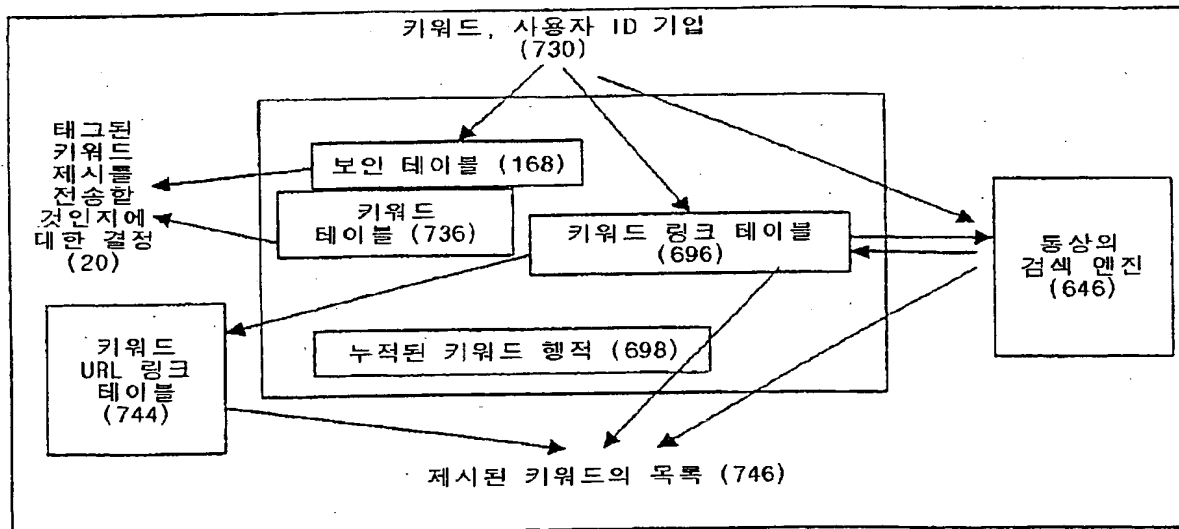 키워드, 사용자 ID 기입
(730)
태그된
키워드
제시를
전송할
것인지에
대한 결정
(20)
보안 테이블 (168)
키워드
테이블 (736)
키워드 링크 테이블
(696)
통상의
검색 엔진
(646)
키워드
URL 링크
테이블
(744)
누적된 키워드 행적 (698)
제시된 키워드의 목록 (746)